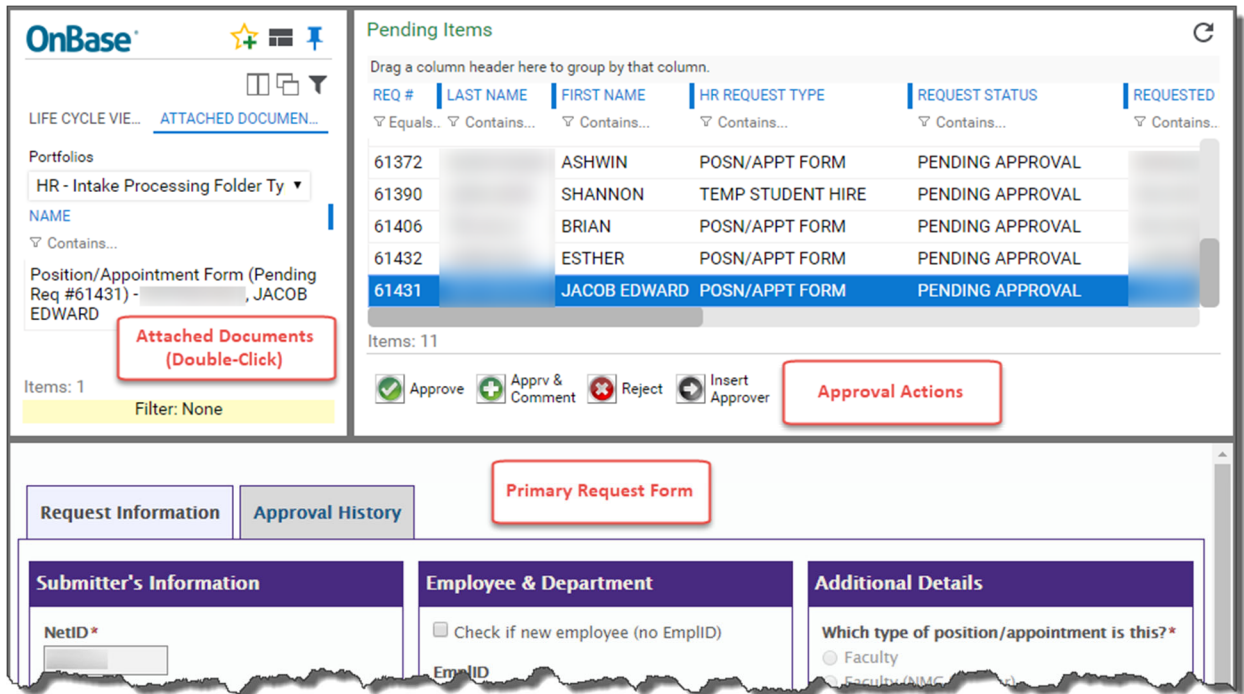 OnBase
LIFE CYCLE VIE... ATTACHED DOCUMEN...
Portfolios
HR - Intake Processing Folder Ty
NAME
Contains...
Position/Appointment Form (Pending
Req #61431) - , JACOB
EDWARD
Attached Documents
(Double-Click)
Items: 1
Filter: None
Pending Items
Drag a column header here to group by that column.
REQ # LAST NAME FIRST NAME HR REQUEST TYPE REQUEST STATUS REQUESTED
Equals.. Contains... Contains... Contains... Contains... Contains..
61372 ASHWIN POSN/APPT FORM PENDING APPROVAL
61390 SHANNON TEMP STUDENT HIRE PENDING APPROVAL
61406 BRIAN POSN/APPT FORM PENDING APPROVAL
61432 ESTHER POSN/APPT FORM PENDING APPROVAL
61431 JACOB EDWARD POSN/APPT FORM PENDING APPROVAL
Items: 11
Approve
Apprv &
Comment
Reject
Insert
Approver
Approval Actions
Primary Request Form
Request Information Approval History
Submitter's Information
NetID*
Employee & Department
Check if new employee (no EmplID)
EmplID
Additional Details
Which type of position/appointment is this?*
Faculty
Faculty (NMG